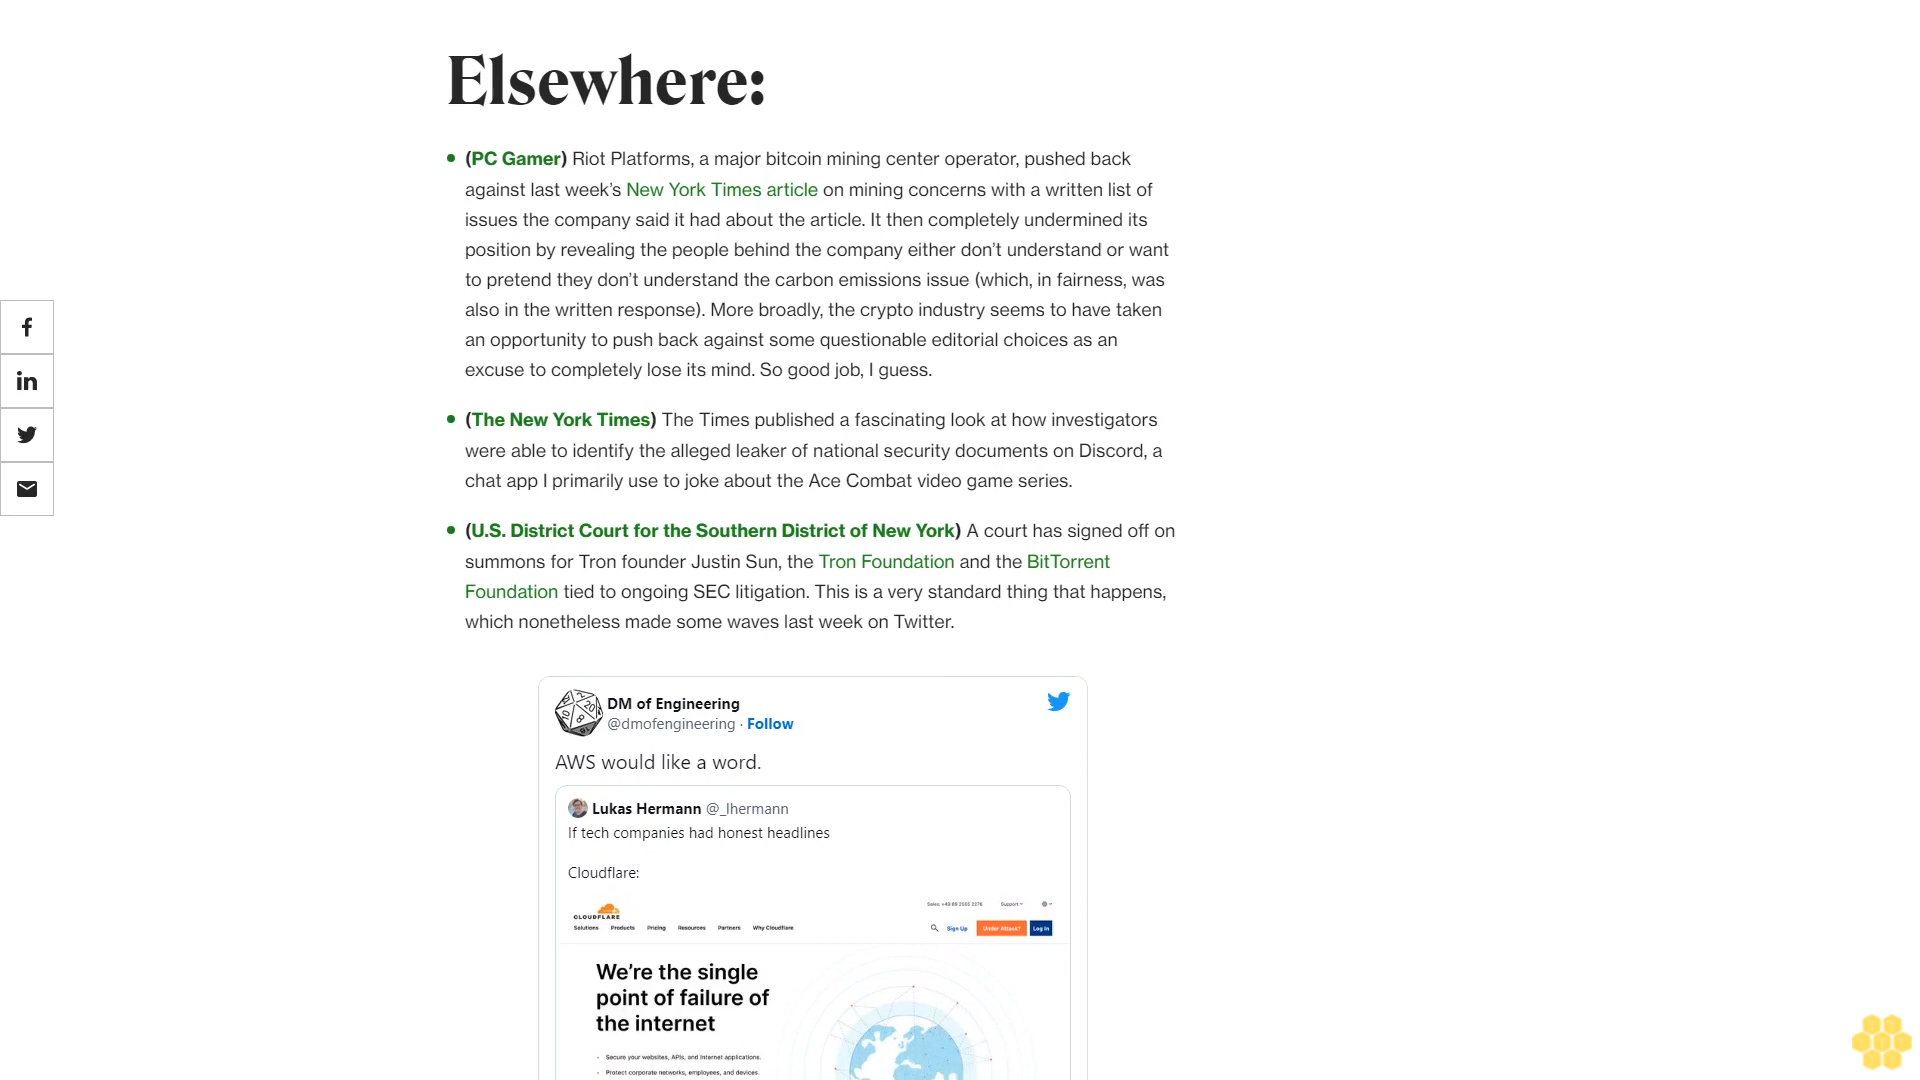 Elsewhere:
(PC Gamer) Riot Platforms, a major bitcoin mining center operator, pushed back
against last week's New York Times article on mining concerns with a written list of
issues the company said it had about the article. It then completely undermined its
position by revealing the people behind the company either don't understand or want
to pretend they don't understand the carbon emissions issue (which, in fairness, was
also in the written response). More broadly, the crypto industry seems to have taken
an opportunity to push back against some questionable editorial choices as an
excuse to completely lose its mind. So good job, I guess.
(The New York Times) The Times published a fascinating look at how investigators
were able to identify the alleged leaker of national security documents on Discord, a
chat app I primarily use to joke about the Ace Combat video game series.
(U.S. District Court for the Southern District of New York) A court has signed off on
summons for Tron founder Justin Sun, the Tron Foundation and the BitTorrent
Foundation tied to ongoing SEC litigation. This is a very standard thing that happens,
which nonetheless made some waves last week on Twitter.
DM of Engineering
@dmofengineering · Follow
AWS would like a word.
Lukas Hermann @_lhermann
If tech companies had honest headlines
Cloudflare:
Sales: +49 89 2555 2276 Support
CLOUDFLARE
Solutions Products Pricing Resources Partners Why Cloudflare Sign Up Under Attack? Log In
We're the single
point of failure of
the internet
Secure your websites, APIs, and Internet applications.
Protect corporate networks, employees, and devices.